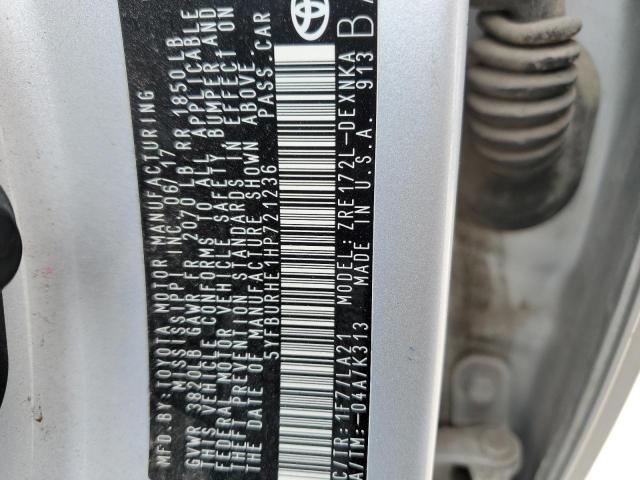 MFD. BY: TOYOTA MOTOR MANUFACTURING
MISSISSIPPI INC. 06/17
GVWR 3820LB GAWR FR 2070 LB RR 1850 LB
THIS VEHICLE CONFORMS TO ALL APPLICABLE
FEDERAL MOTOR VEHICLE SAFETY, BUMPER AND
THEFT PREVENTION STANDARDS IN EFFECT ON
THE DATE OF MANUFACTURE SHOWN ABOVE.
5YFBURHE1HP721236 PASS. CAR
C/TR: 1F7/LA21 MODEL: ZRE172L-DEXNKA
A/TM: -04A/K313 MADE IN U.S.A. 913 B